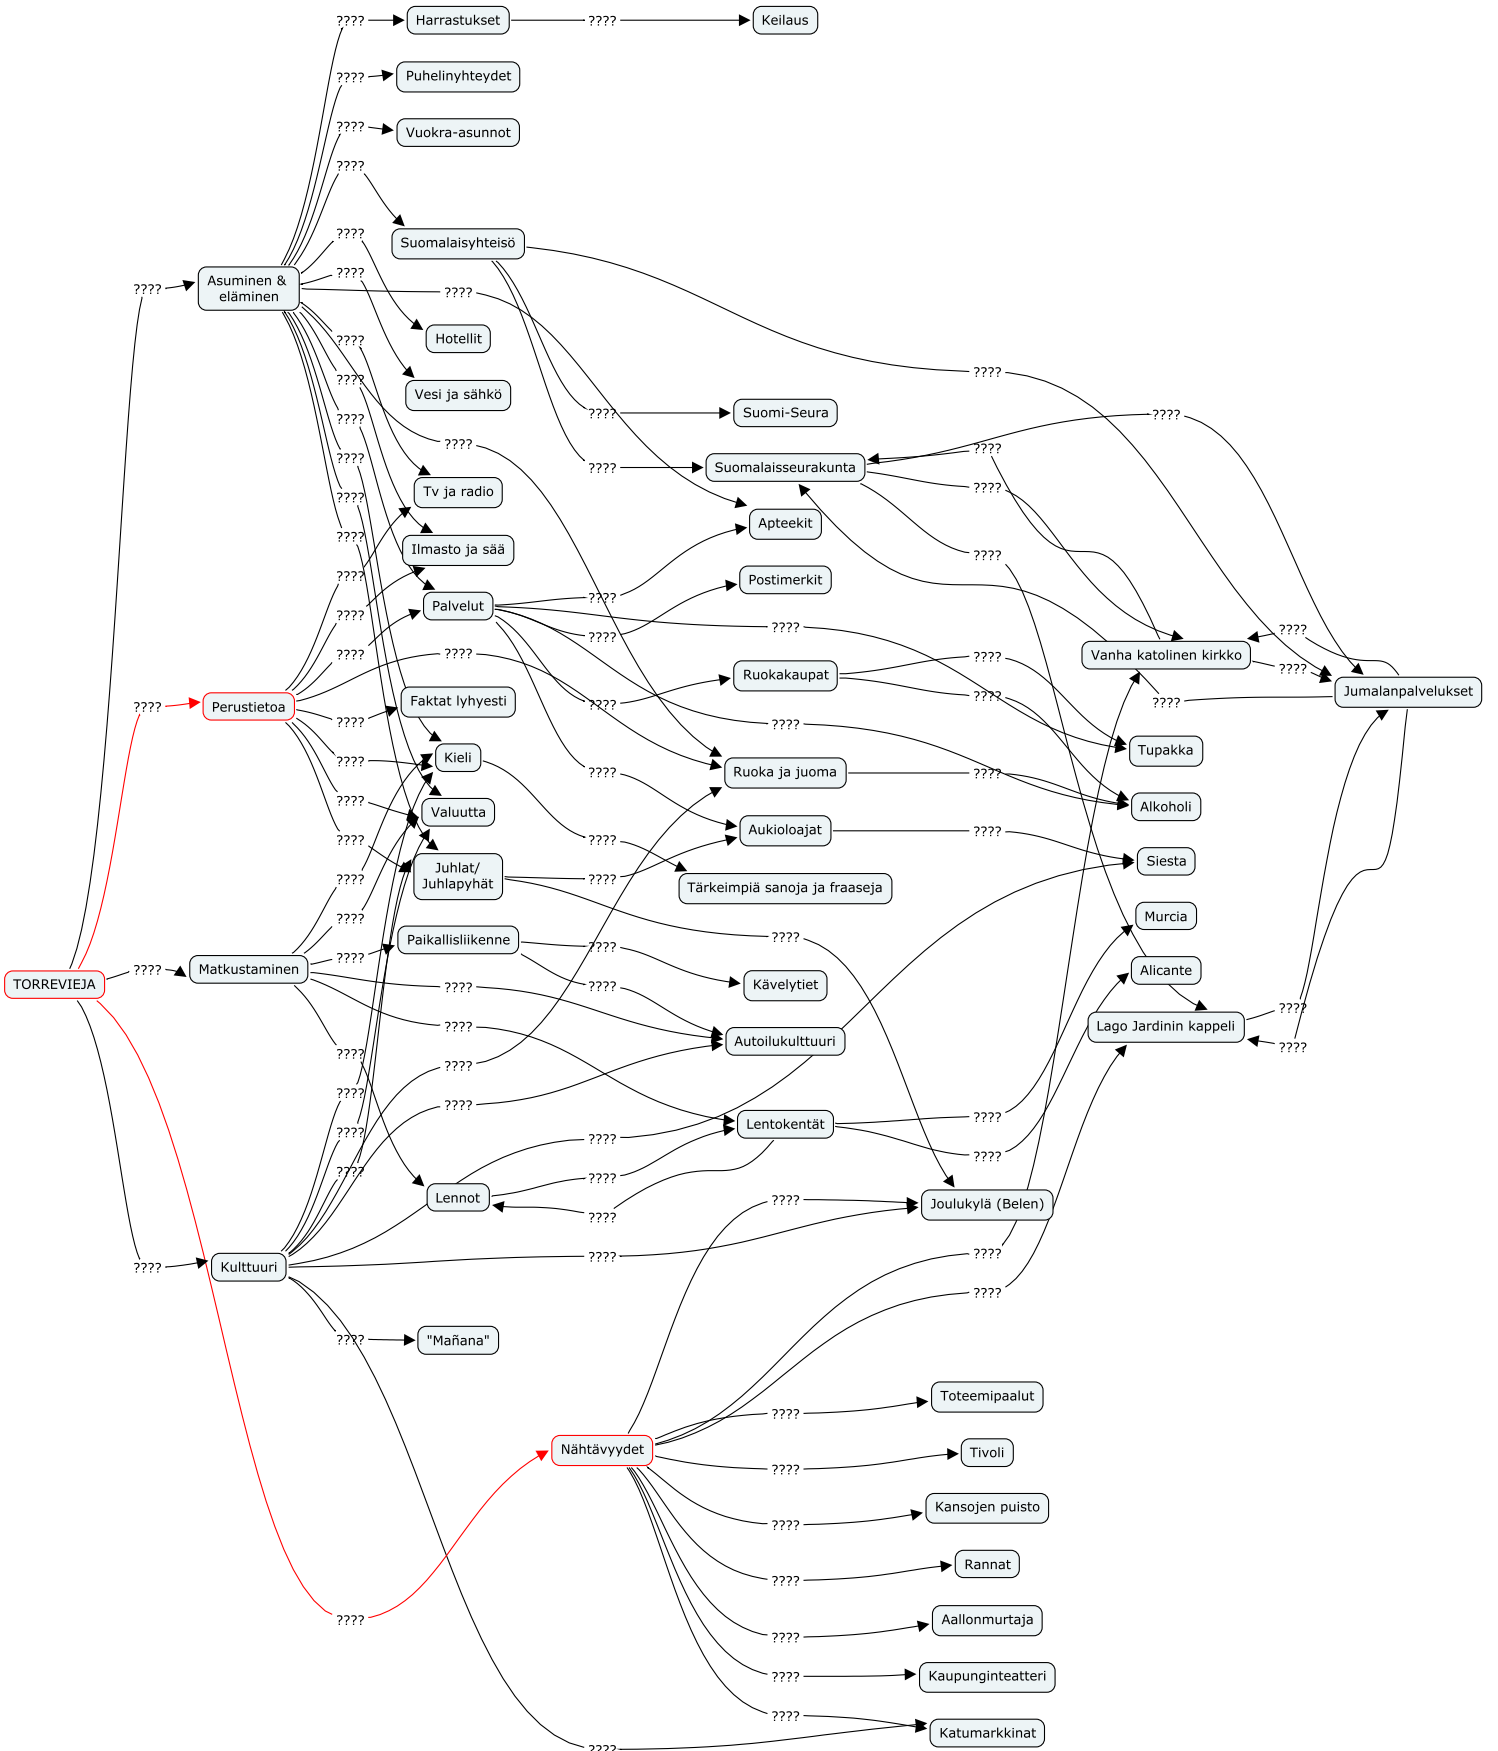 ????
Harrastukset
????
Keilaus
????
Puhelinyhteydet
????
Vuokra-asunnot
????
????
Suomalaisyhteisö
????
Asuminen &
eläminen
????
????
Hotellit
????
????
????
Vesi ja sähkö
????
Suomi-Seura
????
????
????
????
????
????
Suomalaisseurakunta
????
Tv ja radio
????
Apteekit
????
Ilmasto ja sää
????
????
Postimerkit
????
Palvelut
????
????
????
????
????
????
Vanha katolinen kirkko
????
????
Ruokakaupat
Jumalanpalvelukset
????
Faktat lyhyesti
????
????
????
Perustietoa
????
????
Tupakka
Kieli
????
????
Ruoka ja juoma
????
????
Alkoholi
Valuutta
Aukioloajat
????
????
????
Siesta
Juhlat/
Juhlapyhät
????
????
Tärkeimpiä sanoja ja fraaseja
Murcia
????
Paikallisliikenne
????
????
????
Matkustaminen
????
Alicante
TORREVIEJA
????
????
Kävelytiet
????
????
Lago Jardinin kappeli
Autoilukulttuuri
????
????
????
????
????
Lentokentät
????
????
????
????
????
????
Lennot
????
Joulukylä (Belen)
????
????
????
????
Kulttuuri
????
????
"Mañana"
Toteemipaalut
????
Nähtävyydet
Tivoli
????
Kansojen puisto
????
Rannat
????
????
Aallonmurtaja
????
????
Kaupunginteatteri
????
Katumarkkinat
????